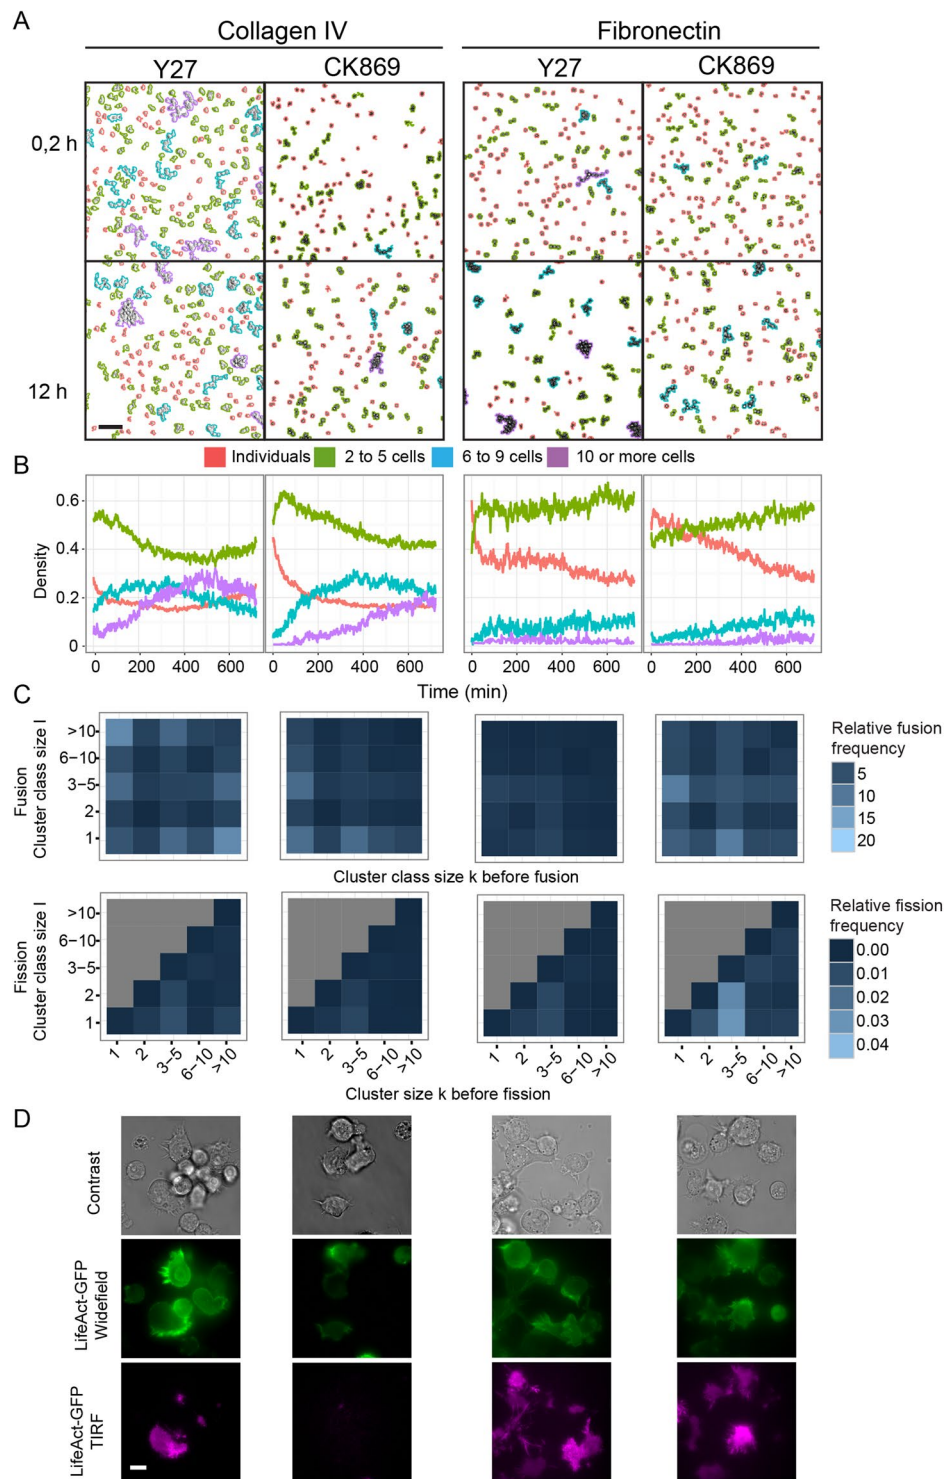 A
Collagen IV
Fibronectin
Y27
CK869
Y27
CK869
0,2 h
12 h
Individuals
2 to 5 cells
6 to 9 cells
10 or more cells
B
Density
0.6
0.4
0.2
0
0 200 400 600
0 200 400 600
0 200 400 600
0 200 400 600
Time (min)
C
Fusion
Cluster class size l
>10
6−10
3−5
2
1
Relative fusion
frequency
5
10
15
20
Cluster class size k before fusion
Fission
Cluster class size l
>10
6−10
3−5
2
1
Relative fission
frequency
0.00
0.01
0.02
0.03
0.04
1 2 3−5 6−10 >10
1 2 3−5 6−10 >10
1 2 3−5 6−10 >10
1 2 3−5 6−10 >10
Cluster size k before fission
D
Contrast
LifeAct-GFP
Widefield
LifeAct-GFP
TIRF